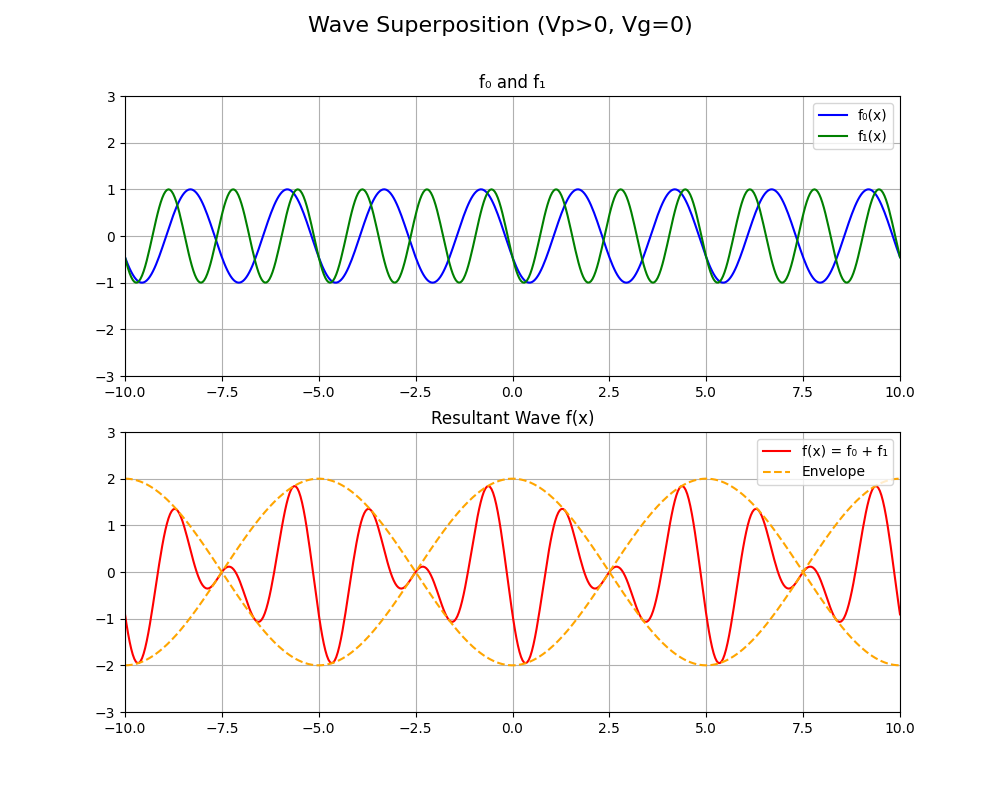 Wave Superposition (Vp>0, Vg=0)
f₀ and f₁
3
2
1
0
−1
−2
−3
f₀(x)
f₁(x)
−10.0 −7.5 −5.0 −2.5 0.0 2.5 5.0 7.5 10.0
Resultant Wave f(x)
3
2
1
0
−1
−2
−3
f(x) = f₀ + f₁
Envelope
−10.0 −7.5 −5.0 −2.5 0.0 2.5 5.0 7.5 10.0